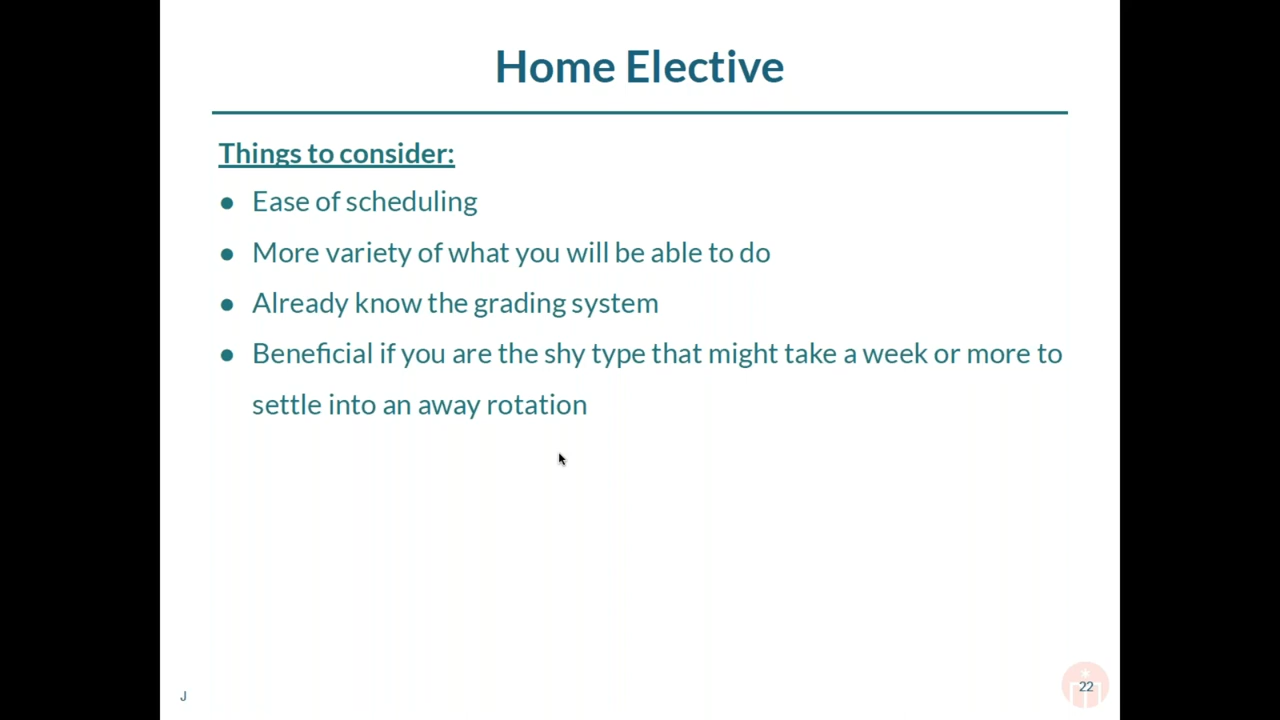 Home Elective
Things to consider:
● Ease of scheduling
● More variety of what you will be able to do
● Already know the grading system
● Beneficial if you are the shy type that might take a week or more to
settle into an away rotation
J
22